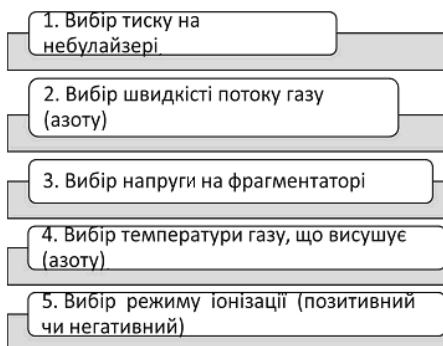 1. Вибір тиску на
небулайзері
2. Вибір швидкісті потоку газу
(азоту)
3. Вибір напруги на фрагментаторі
4. Вибір температури газу, що висушує
(азоту)
5. Вибір режиму іонізації (позитивний
чи негативний)